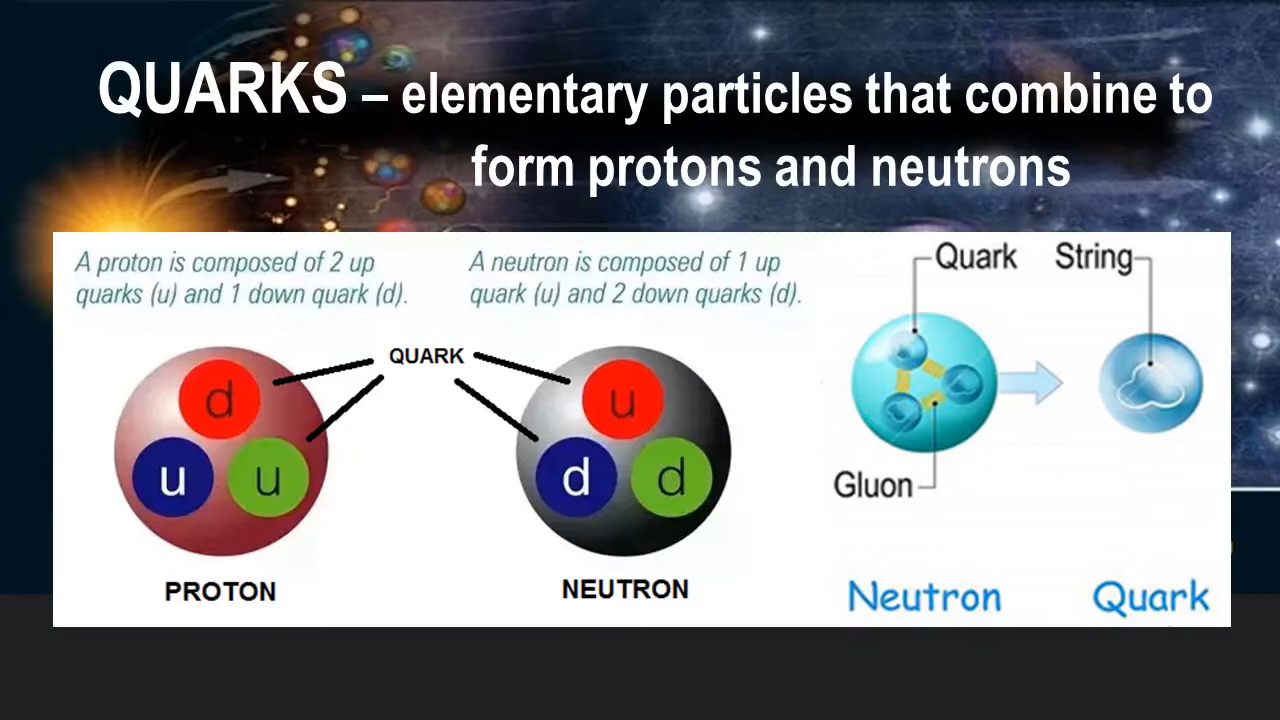 QUARKS – elementary particles that combine to
form protons and neutrons
A proton is composed of 2 up
quarks (u) and 1 down quark (d).
A neutron is composed of 1 up
quark (u) and 2 down quarks (d).
QUARK
d
u
u
PROTON
u
d
d
NEUTRON
Quark
String
Gluon
Neutron
Quark